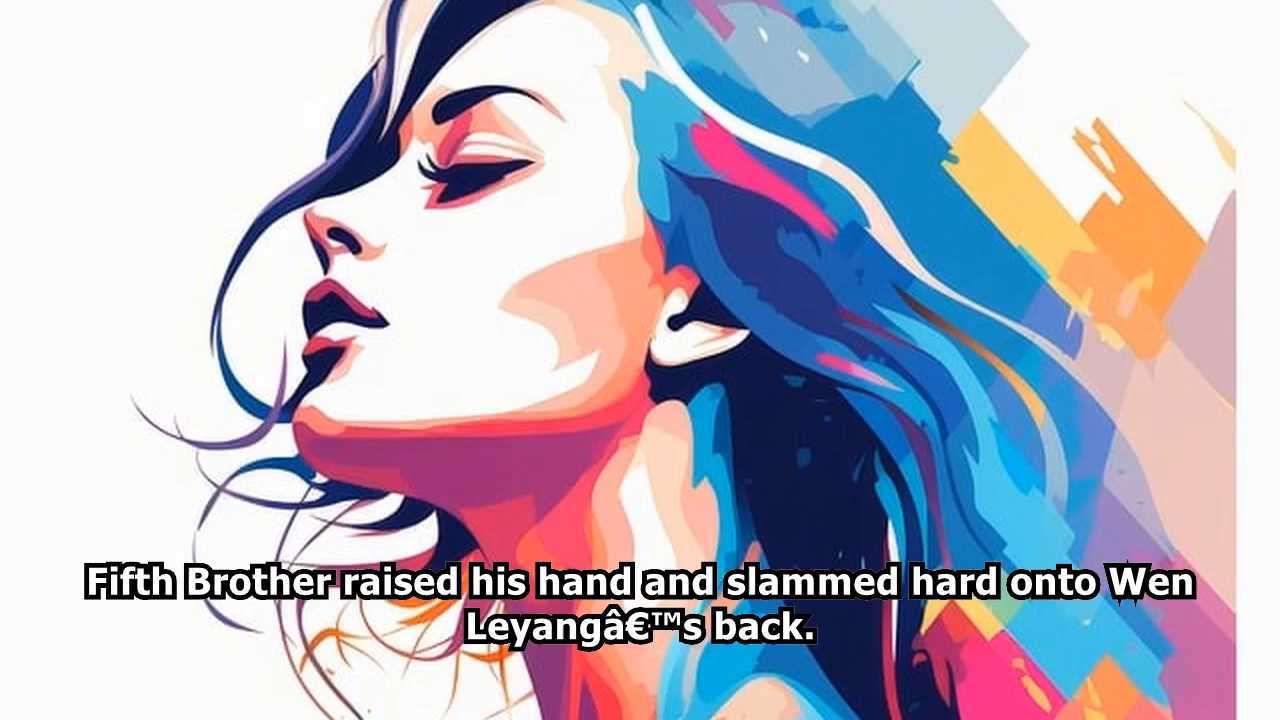 Fifth Brother raised his hand and slammed hard onto Wen
Leyangâ€™s back.